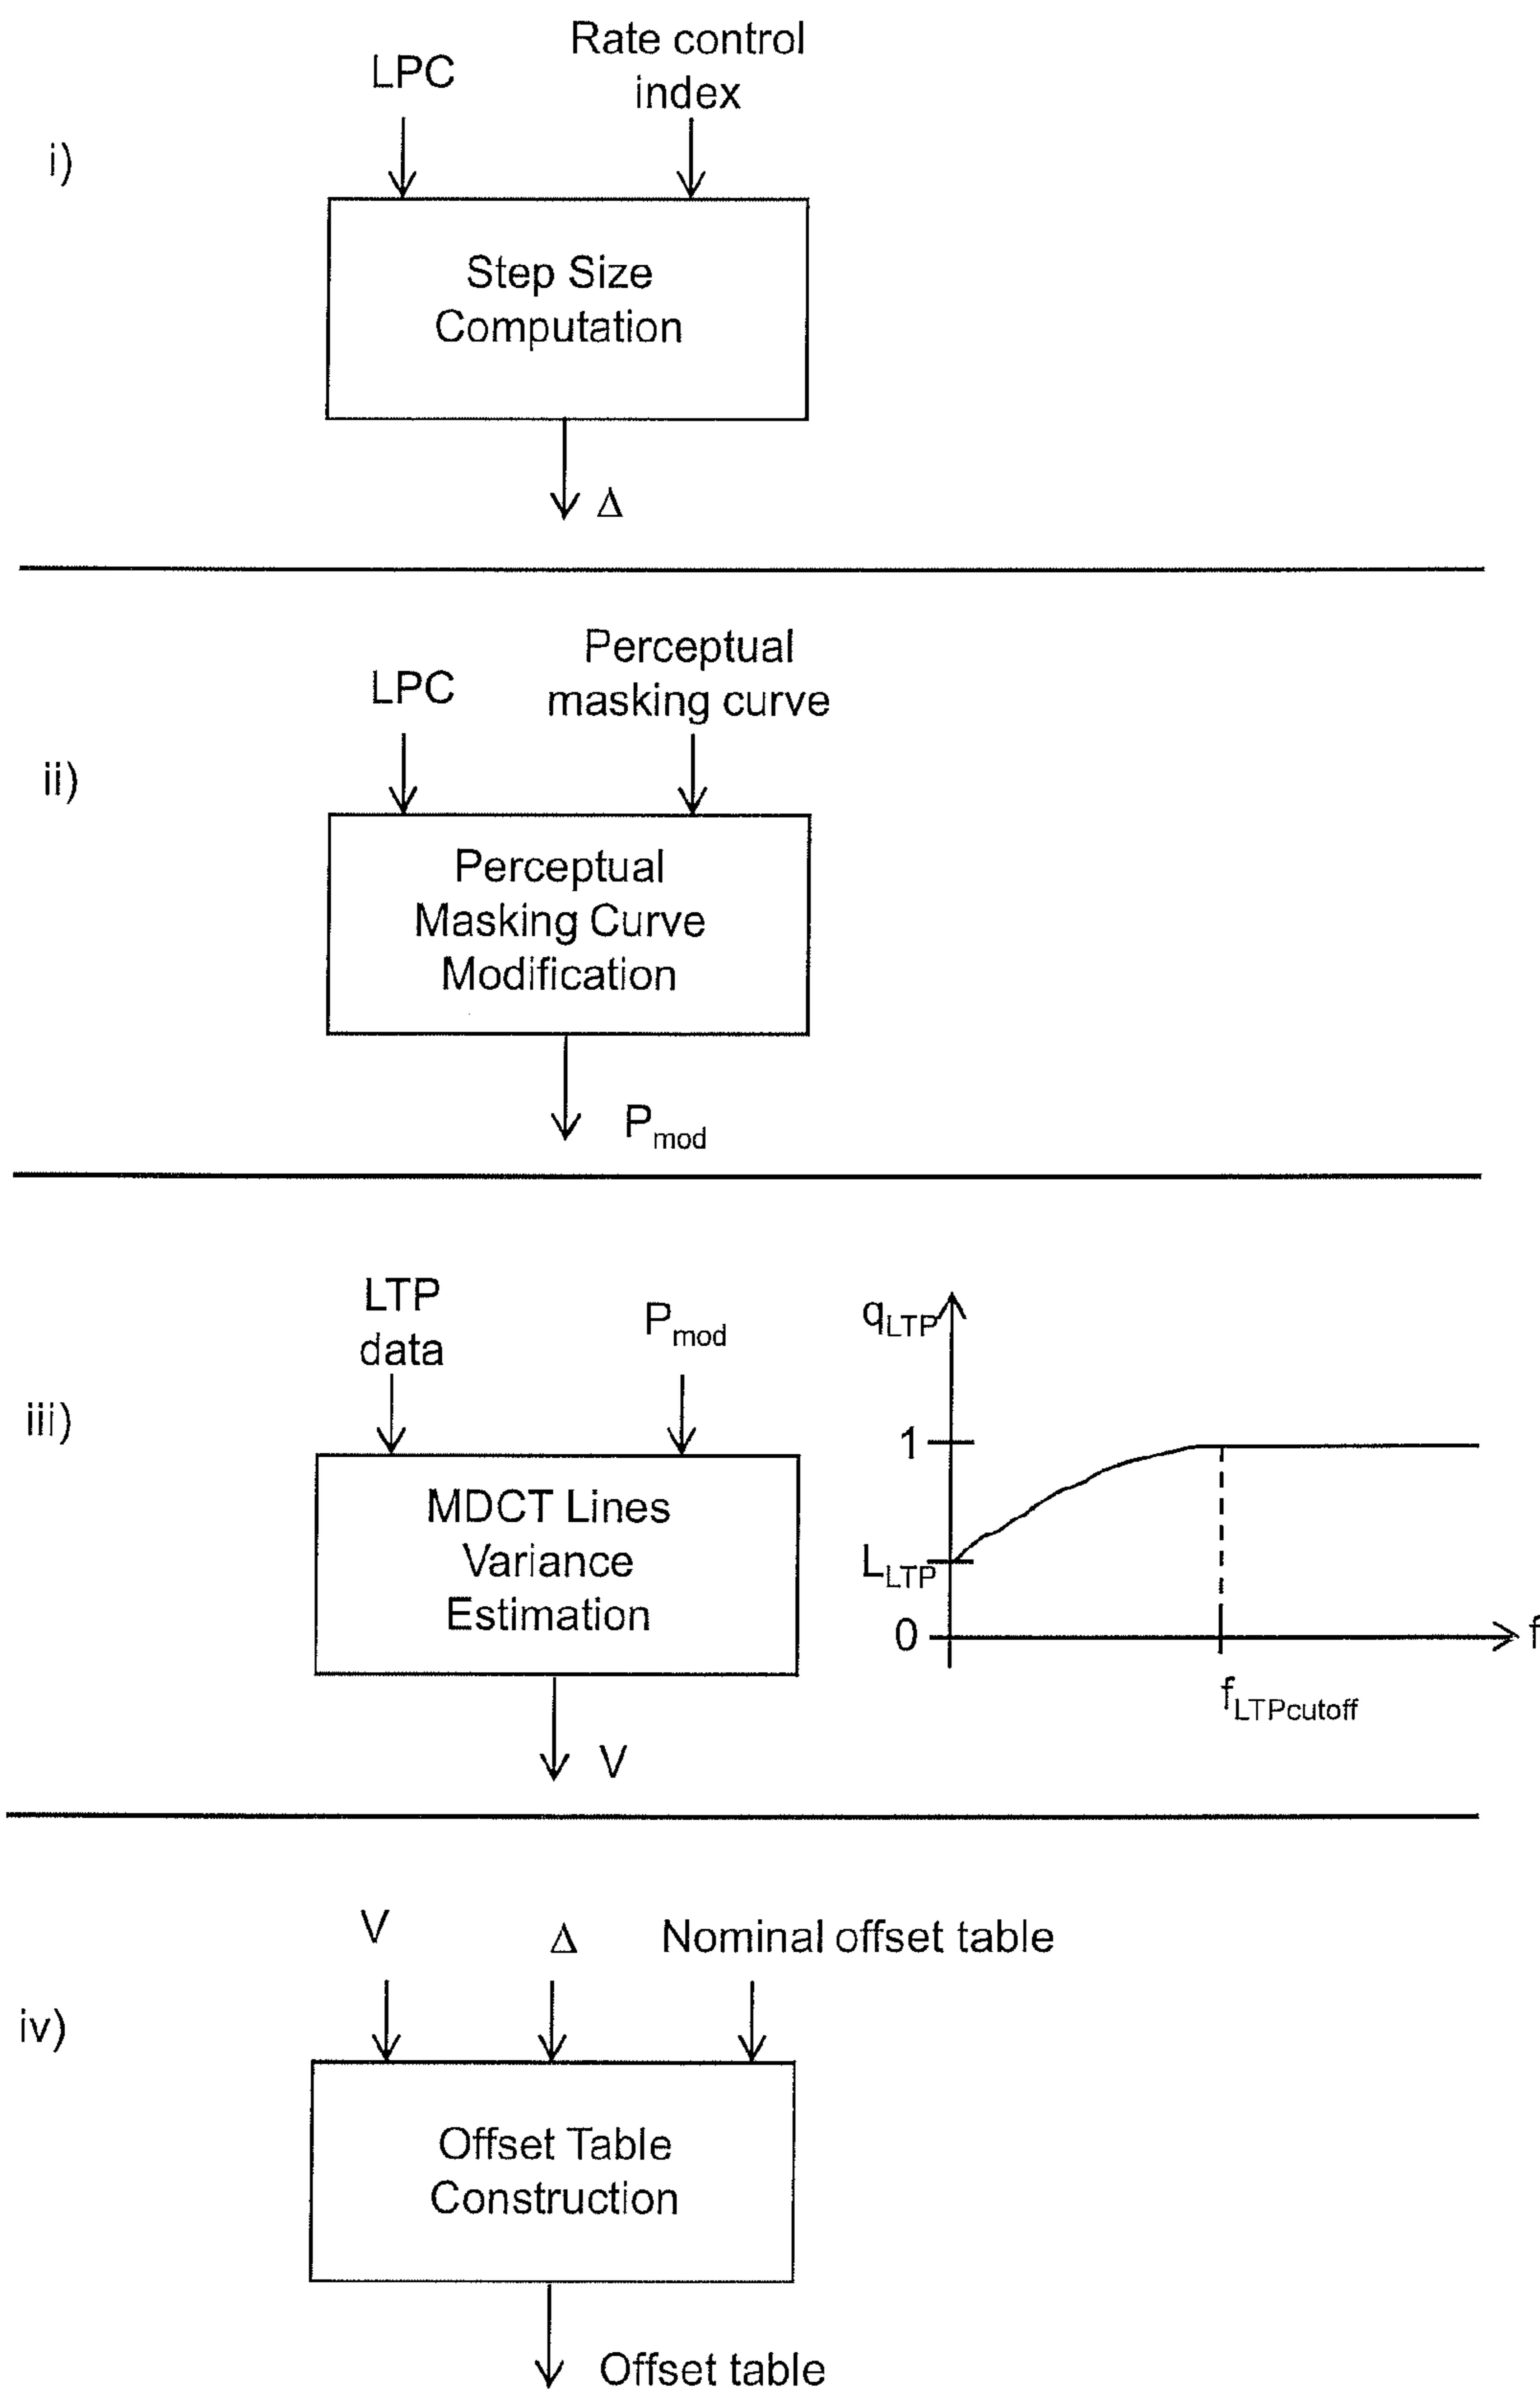 i)
LPC
Rate control
index
Step Size
Computation
Δ
ii)
LPC
Perceptual
masking curve
Perceptual
Masking Curve
Modification
Pmod
iii)
LTP
data
Pmod
MDCT Lines
Variance
Estimation
V
qLTP
1
LLTP
0
f
fLTPcutoff
iv)
V
Δ
Nominal offset table
Offset Table
Construction
Offset table